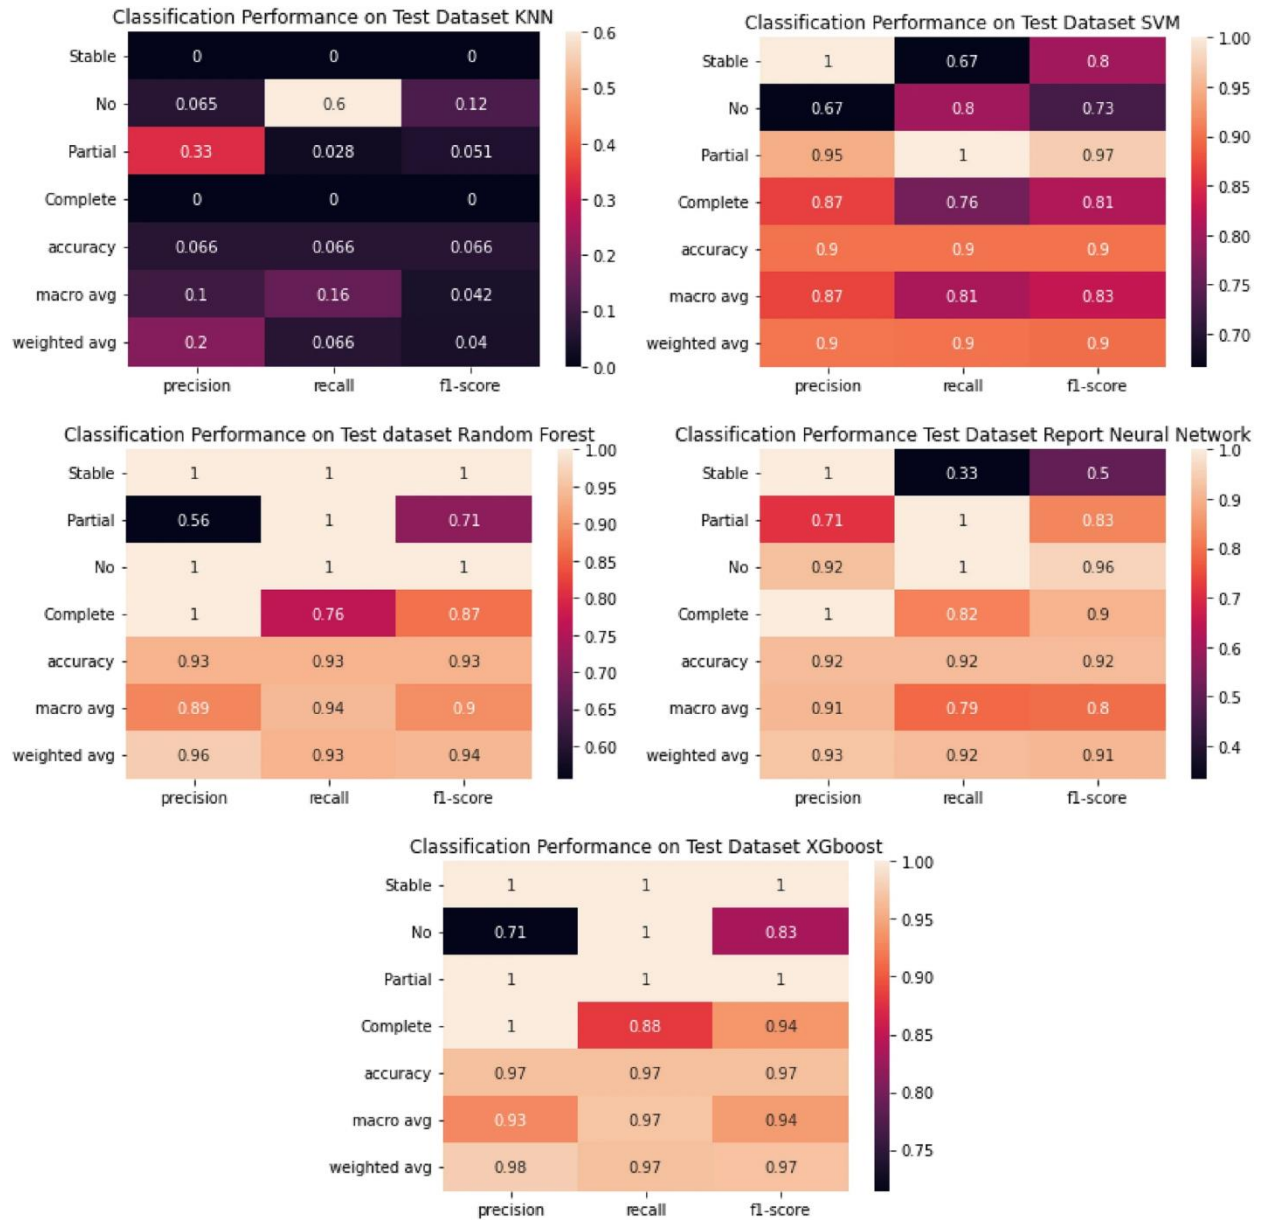 Classification Performance on Test Dataset KNN
Stable 0 0 0
No 0.065 0.6 0.12
Partial 0.33 0.028 0.051
Complete 0 0 0
accuracy 0.066 0.066 0.066
macro avg 0.1 0.16 0.042
weighted avg 0.2 0.066 0.04
precision recall f1-score
0.6
0.5
0.4
0.3
0.2
0.1
0.0
Classification Performance on Test Dataset SVM
Stable 1 0.67 0.8
No 0.67 0.8 0.73
Partial 0.95 1 0.97
Complete 0.87 0.76 0.81
accuracy 0.9 0.9 0.9
macro avg 0.87 0.81 0.83
weighted avg 0.9 0.9 0.9
precision recall f1-score
1.00
0.95
0.90
0.85
0.80
0.75
0.70
Classification Performance on Test dataset Random Forest
Stable 1 1 1
Partial 0.56 1 0.71
No 1 1 1
Complete 1 0.76 0.87
accuracy 0.93 0.93 0.93
macro avg 0.89 0.94 0.9
weighted avg 0.96 0.93 0.94
precision recall f1-score
1.00
0.95
0.90
0.85
0.80
0.75
0.70
0.65
0.60
Classification Performance Test Dataset Report Neural Network
Stable 1 0.33 0.5
Partial 0.71 1 0.83
No 0.92 1 0.96
Complete 1 0.82 0.9
accuracy 0.92 0.92 0.92
macro avg 0.91 0.79 0.8
weighted avg 0.93 0.92 0.91
precision recall f1-score
1.0
0.9
0.8
0.7
0.6
0.5
0.4
Classification Performance on Test Dataset XGboost
Stable 1 1 1
No 0.71 1 0.83
Partial 1 1 1
Complete 1 0.88 0.94
accuracy 0.97 0.97 0.97
macro avg 0.93 0.97 0.94
weighted avg 0.98 0.97 0.97
precision recall f1-score
1.00
0.95
0.90
0.85
0.80
0.75